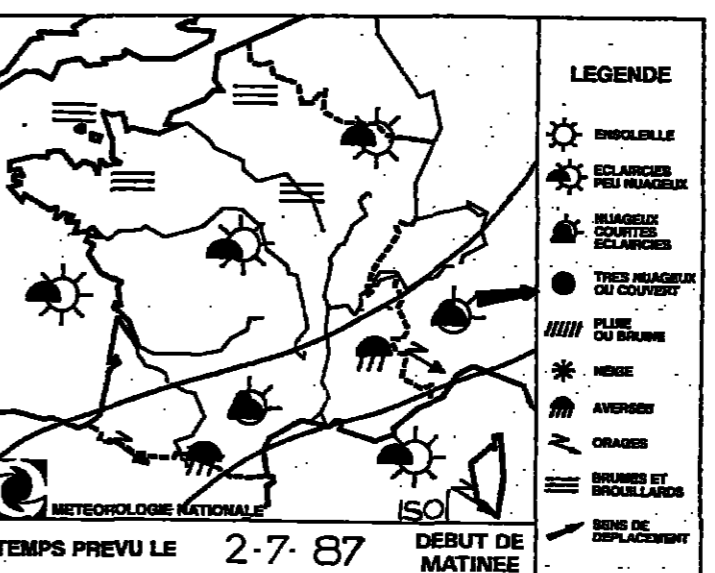 LEGENDE
ENSOLEILLE
ECLAIRCIES
PEU NUAGEUX
NUAGEUX
COURTES
ECLAIRCIES
TRES NUAGEUX
OU COUVERT
PLUIE
OU BRUINE
NEIGE
AVERSES
ORAGES
BRUMES ET
BROUILLARDS
SENS DE
DEPLACEMENT
METEOROLOGIE NATIONALE
ISO
TEMPS PREVU LE 2-7-87 DEBUT DE
MATINEE